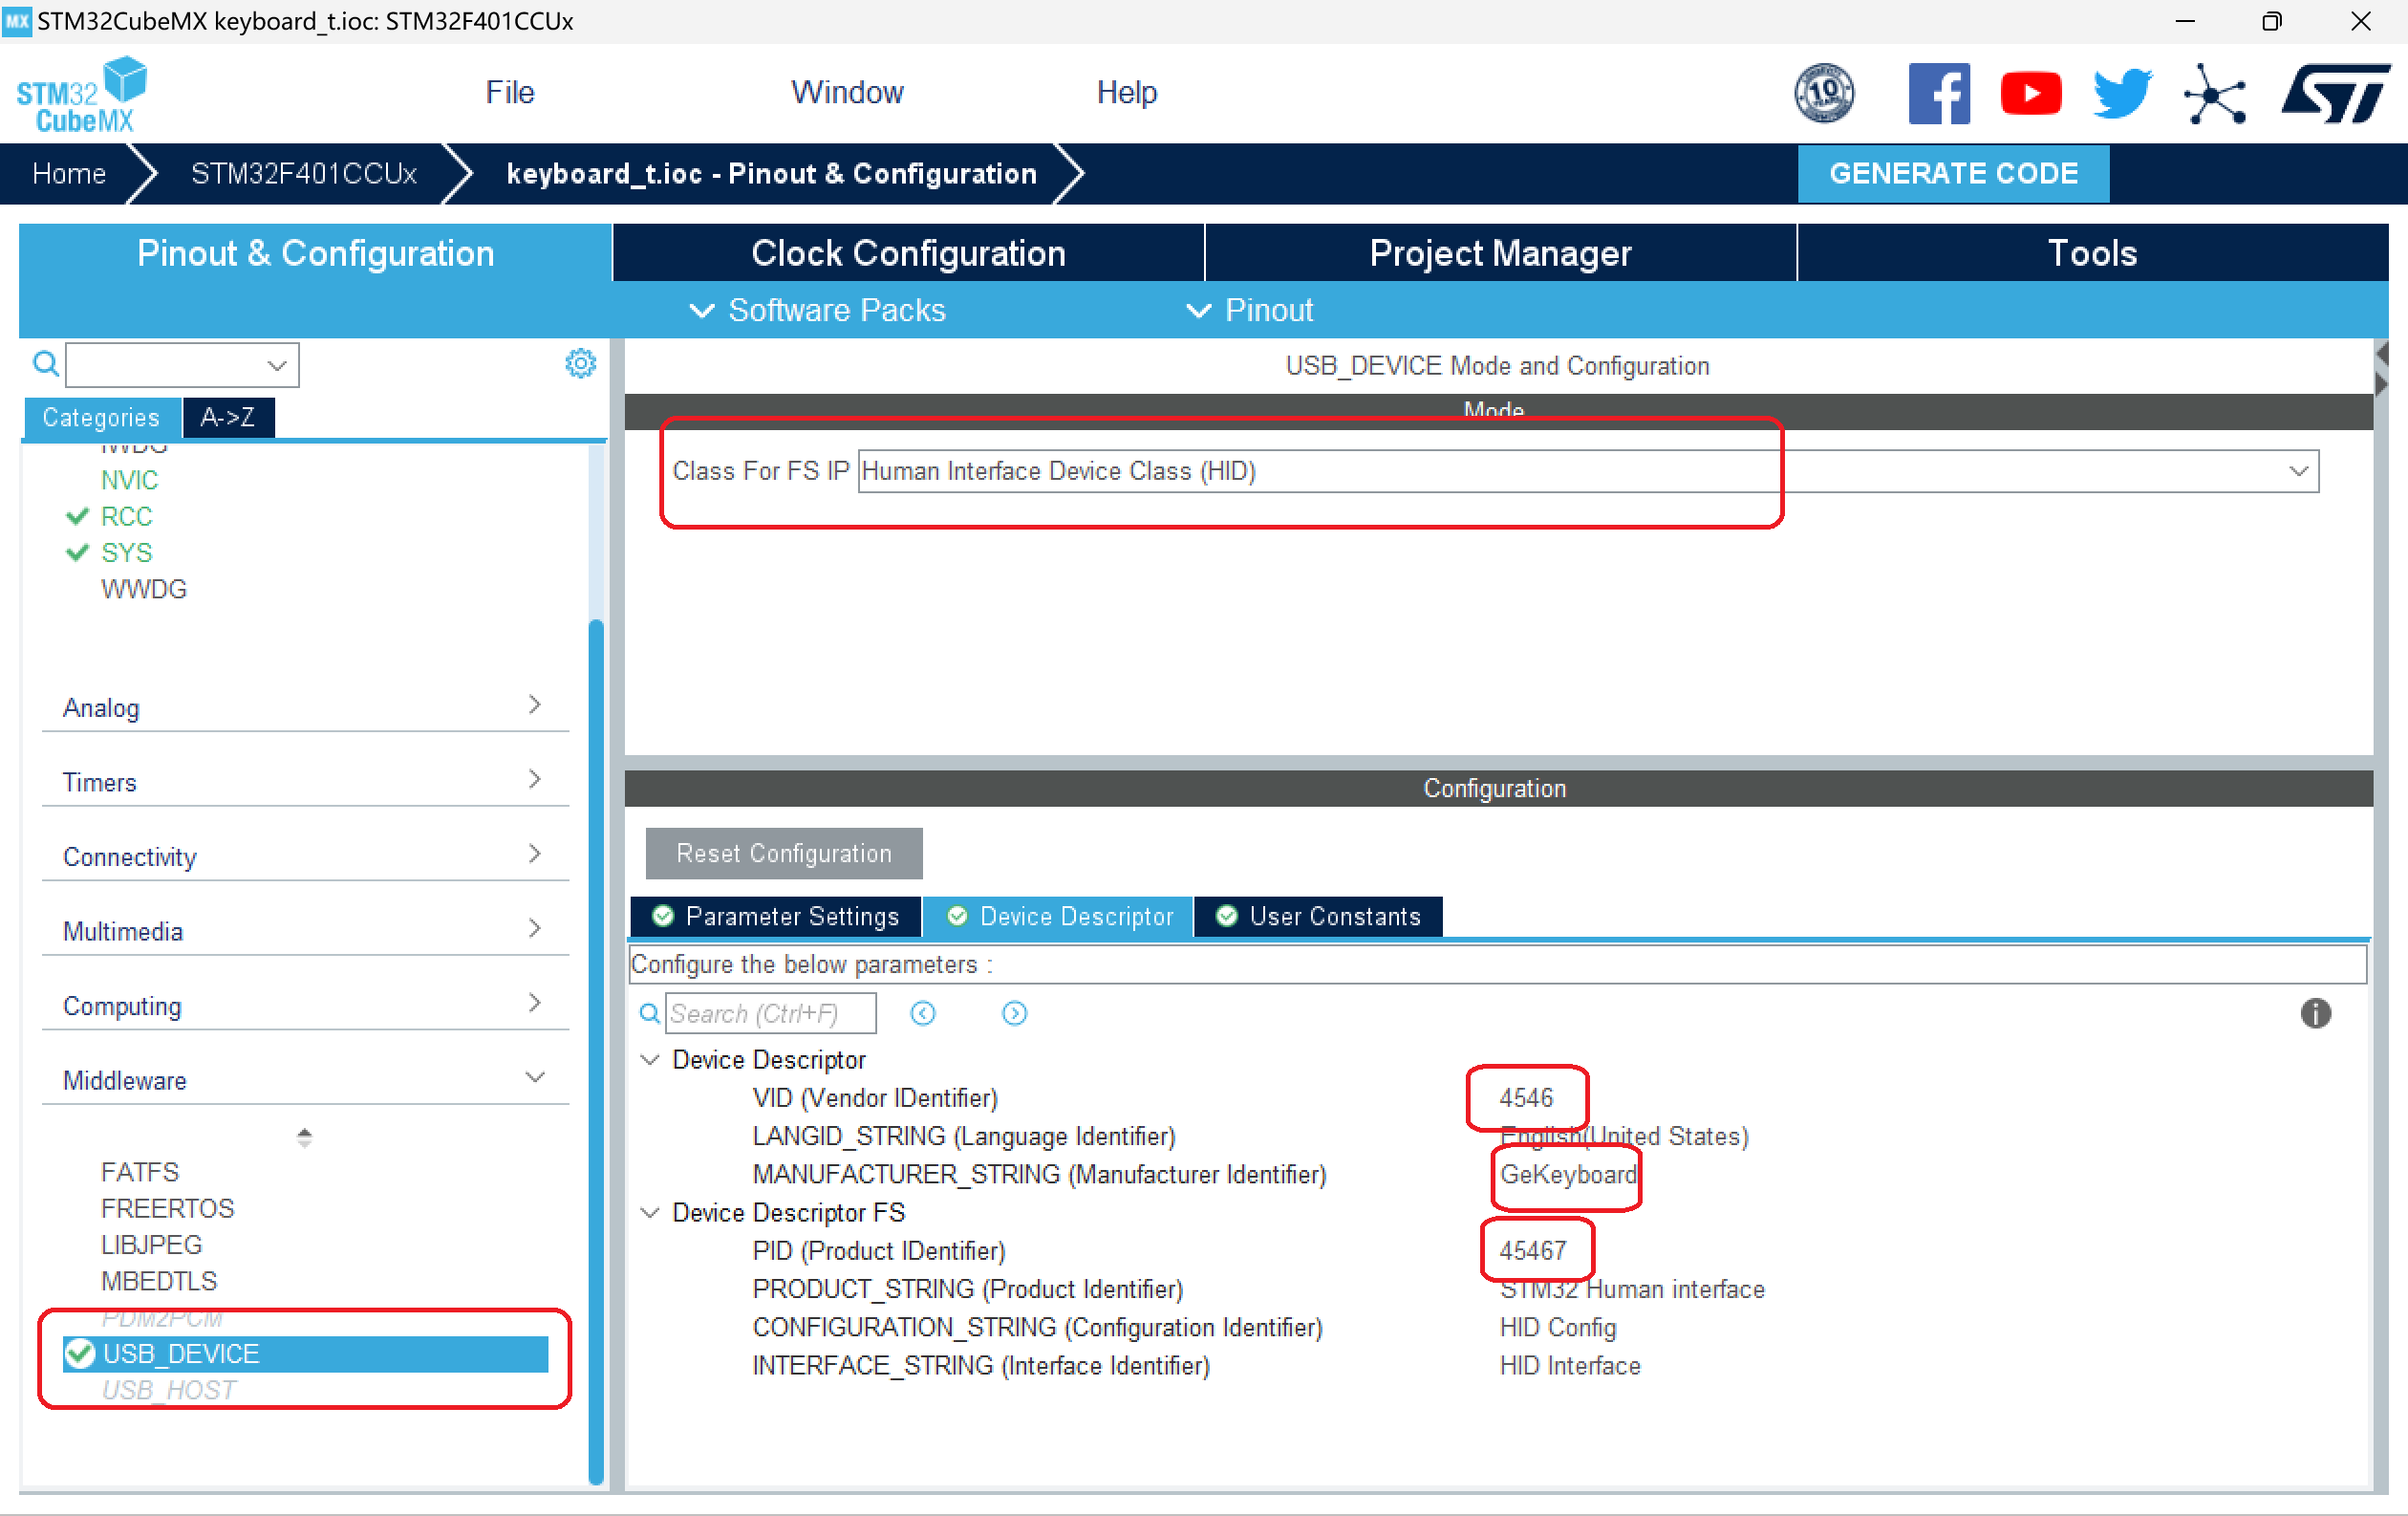 MX STM32CubeMX keyboard_t.ioc: STM32F401CCUx
STM32 CubeMX
File Window Help
10 YEARS
Home STM32F401CCUx keyboard_t.ioc - Pinout & Configuration GENERATE CODE
Pinout & Configuration Clock Configuration Project Manager Tools
Software Packs Pinout
USB_DEVICE Mode and Configuration
Categories A->Z
Mode
IWDG
NVIC
RCC
SYS
WWDG
Analog
Timers
Connectivity
Multimedia
Computing
Middleware
FATFS
FREERTOS
LIBJPEG
MBEDTLS
PDM2PCM
USB_DEVICE
USB_HOST
Class For FS IP Human Interface Device Class (HID)
Configuration
Reset Configuration
Parameter Settings Device Descriptor User Constants
Configure the below parameters :
Search (Ctrl+F)
Device Descriptor
VID (Vendor IDentifier) 4546
LANGID_STRING (Language Identifier) English(United States)
MANUFACTURER_STRING (Manufacturer Identifier) GeKeyboard
Device Descriptor FS
PID (Product IDentifier) 45467
PRODUCT_STRING (Product Identifier) STM32 Human interface
CONFIGURATION_STRING (Configuration Identifier) HID Config
INTERFACE_STRING (Interface Identifier) HID Interface